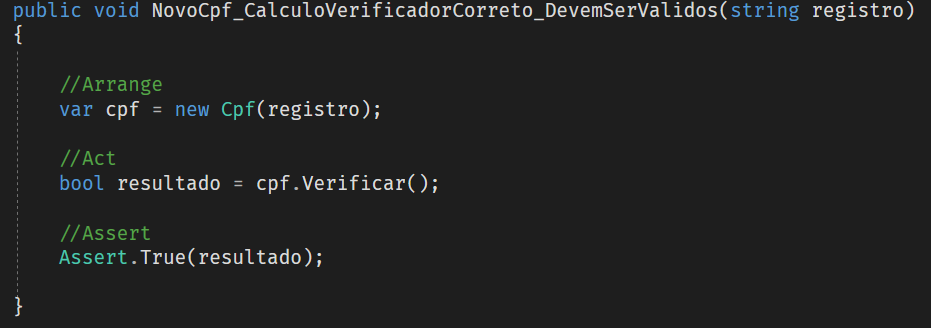 public void NovoCpf_CalculoVerificadorCorreto_DevemSerValidos(string registro)
{
//Arrange
var cpf = new Cpf(registro);
//Act
bool resultado = cpf.Verificar();
//Assert
Assert.True(resultado);
}